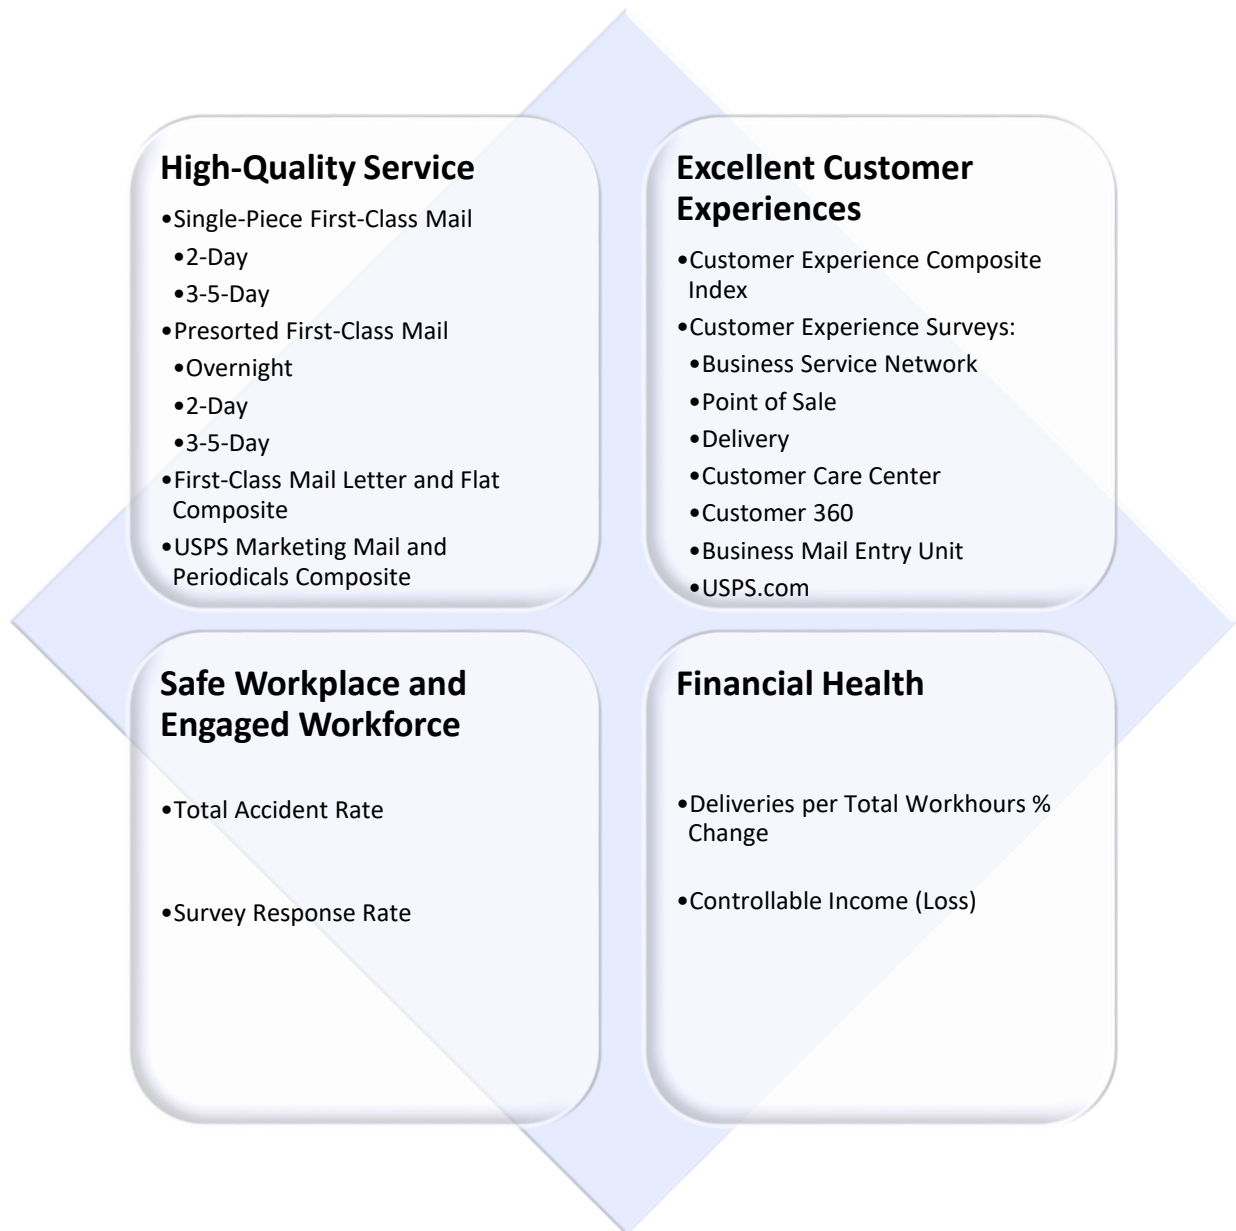 High-Quality Service
•Single-Piece First-Class Mail
•2-Day
•3-5-Day
•Presorted First-Class Mail
•Overnight
•2-Day
•3-5-Day
•First-Class Mail Letter and Flat
Composite
•USPS Marketing Mail and
Periodicals Composite
Excellent Customer
Experiences
•Customer Experience Composite
Index
•Customer Experience Surveys:
•Business Service Network
•Point of Sale
•Delivery
•Customer Care Center
•Customer 360
•Business Mail Entry Unit
•USPS.com
Safe Workplace and
Engaged Workforce
•Total Accident Rate
•Survey Response Rate
Financial Health
•Deliveries per Total Workhours %
Change
•Controllable Income (Loss)